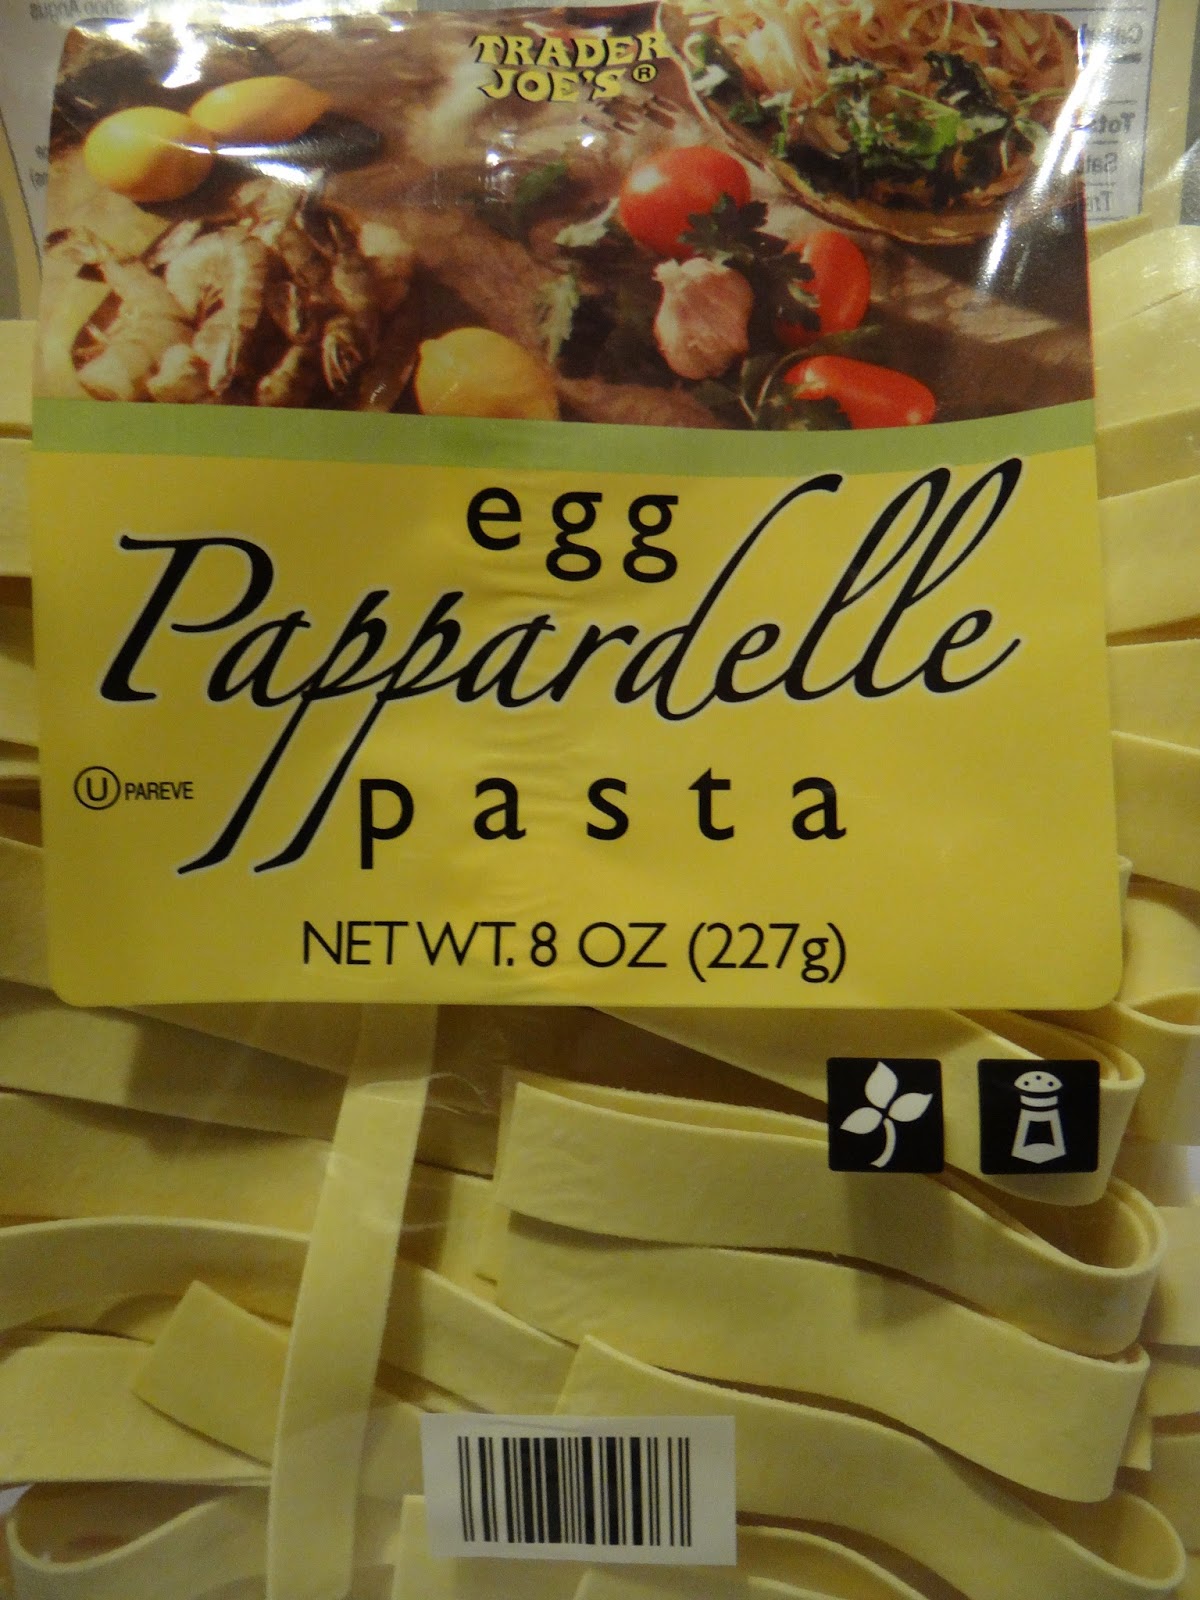 TRADER
JOE'S®
egg
Pappardelle
U PAREVE
pasta
NET WT. 8 OZ (227g)